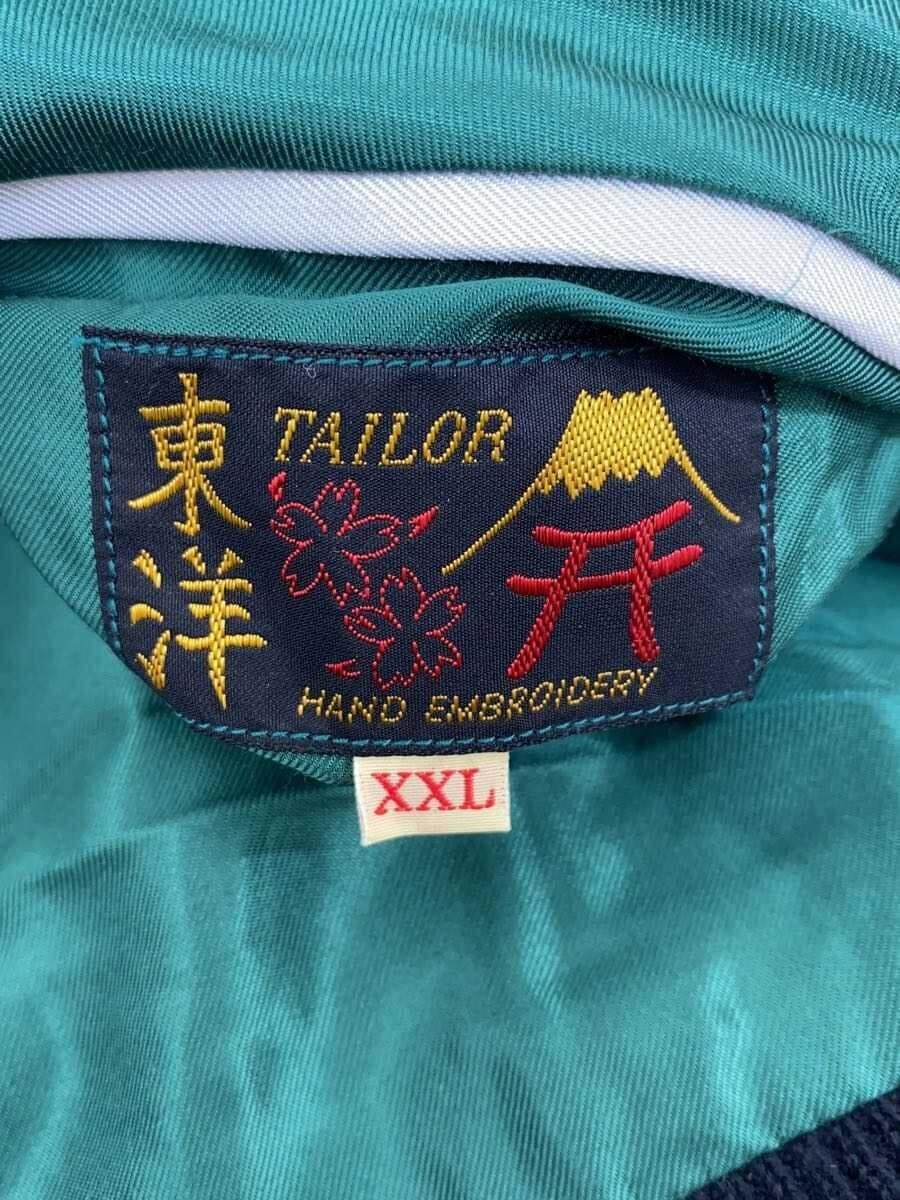 東洋
TAILOR
HAND EMBROIDERY
XXL